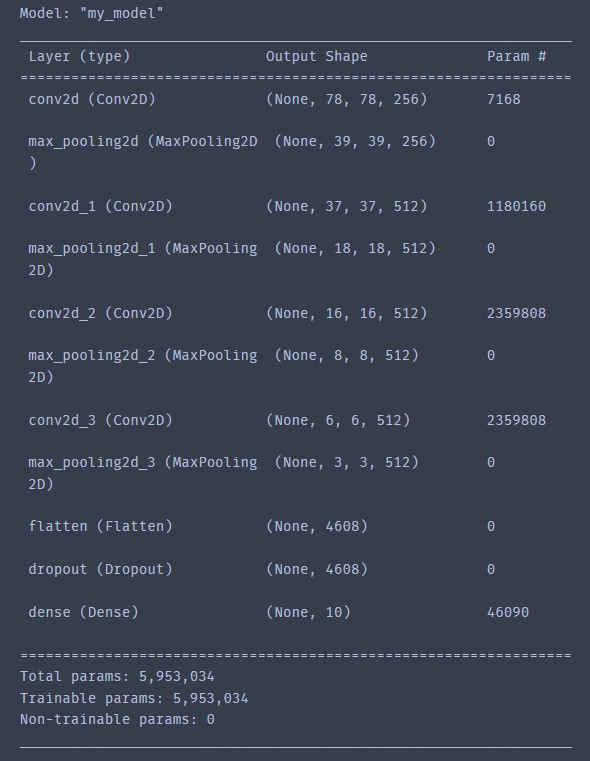 Model: "my_model"
Layer (type) Output Shape Param #
=================================================================
conv2d (Conv2D) (None, 78, 78, 256) 7168
max_pooling2d (MaxPooling2D (None, 39, 39, 256) 0
)
conv2d_1 (Conv2D) (None, 37, 37, 512) 1180160
max_pooling2d_1 (MaxPooling (None, 18, 18, 512) 0
2D)
conv2d_2 (Conv2D) (None, 16, 16, 512) 2359808
max_pooling2d_2 (MaxPooling (None, 8, 8, 512) 0
2D)
conv2d_3 (Conv2D) (None, 6, 6, 512) 2359808
max_pooling2d_3 (MaxPooling (None, 3, 3, 512) 0
2D)
flatten (Flatten) (None, 4608) 0
dropout (Dropout) (None, 4608) 0
dense (Dense) (None, 10) 46090
=================================================================
Total params: 5,953,034
Trainable params: 5,953,034
Non-trainable params: 0